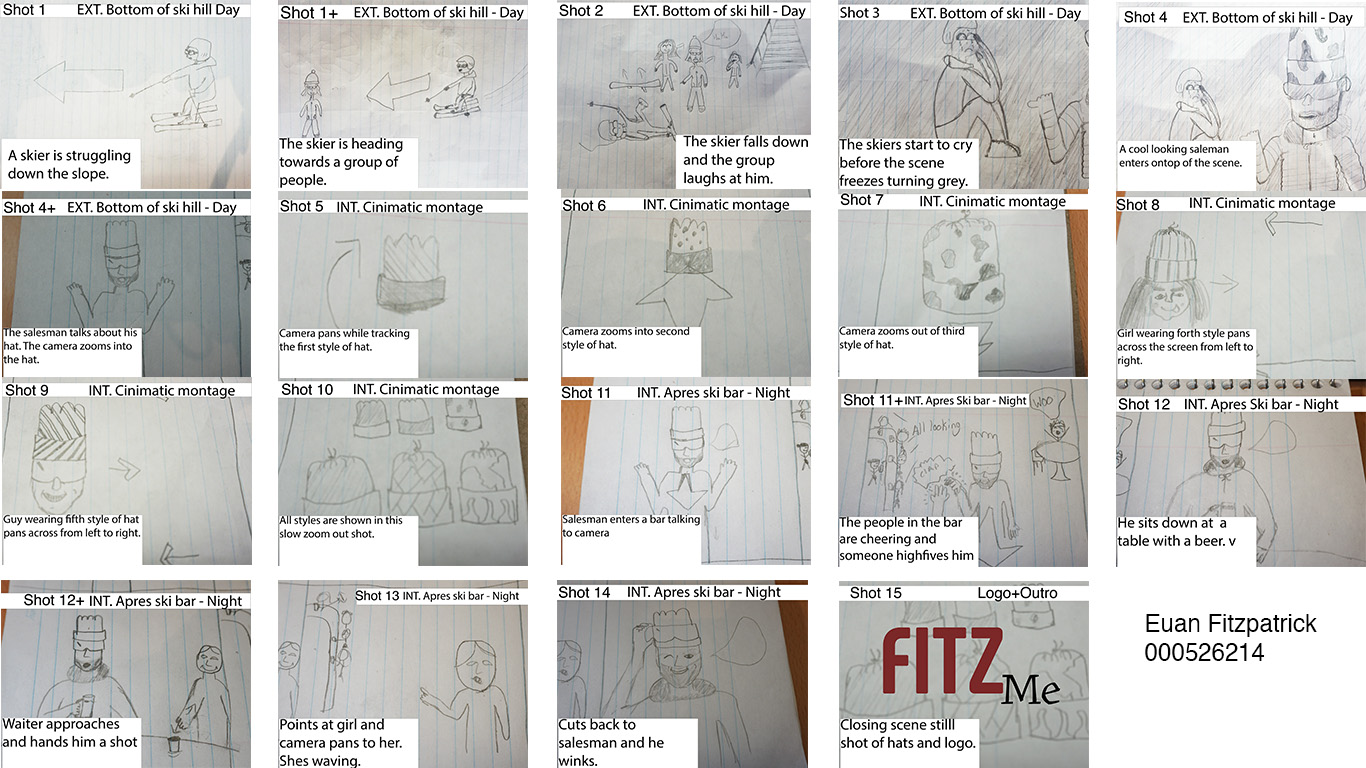 Shot 1 EXT. Bottom of ski hill Day
A skier is struggling
down the slope.
Shot 1+ EXT. Bottom of ski hill - Day
The skier is heading
towards a group of
people.
Shot 2 EXT. Bottom of ski hill - Day
HaHa
The skier falls down
and the group
laughs at him.
Shot 3 EXT. Bottom of ski hill - Day
The skiers start to cry
before the scene
freezes turning grey.
Shot 4 EXT. Bottom of ski hill - Day
A cool looking saleman
enters ontop of the scene.
Shot 4+ EXT. Bottom of ski hill - Day
The salesman talks about his
hat. The camera zooms into
the hat.
Shot 5 INT. Cinimatic montage
Camera pans while tracking
the first style of hat.
Shot 6 INT. Cinimatic montage
Camera zooms into second
style of hat.
Shot 7 INT. Cinimatic montage
Camera zooms out of third
style of hat.
Shot 8 INT. Cinimatic montage
Girl wearing forth style pans
across the screen from left to
right.
Shot 9 INT. Cinimatic montage
Guy wearing fifth style of hat
pans across from left to right.
Shot 10 INT. Cinimatic montage
All styles are shown in this
slow zoom out shot.
Shot 11 INT. Apres ski bar - Night
Salesman enters a bar talking
to camera
Shot 11+ INT. Apres Ski bar - Night
All looking
WOO
CLAP
The people in the bar
are cheering and
someone highfives him
Shot 12 INT. Apres ski bar - Night
He sits down at a
table with a beer. v
Shot 12+ INT. Apres ski bar - Night
Waiter approaches
and hands him a shot
Shot 13 INT. Apres ski bar - Night
Points at girl and
camera pans to her.
Shes waving.
Shot 14 INT. Apres ski bar - Night
Cuts back to
salesman and he
winks.
Shot 15 Logo+Outro
FITZ
Me
Closing scene stilll
shot of hats and logo.
Euan Fitzpatrick
000526214